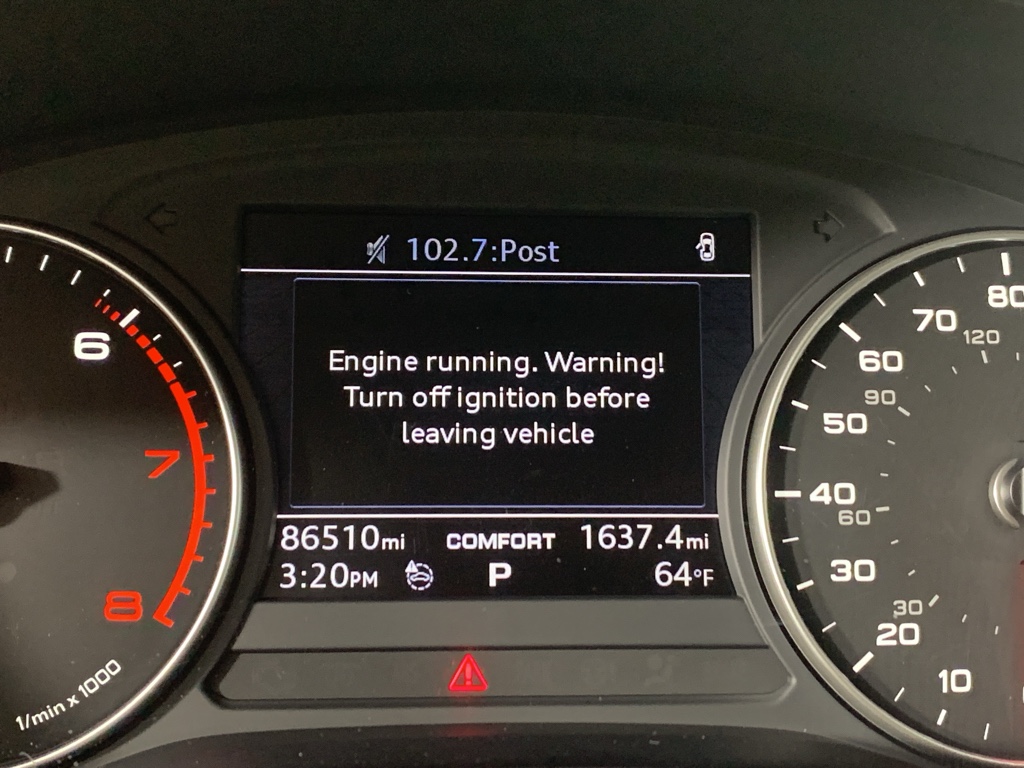 102.7:Post
Engine running. Warning!
Turn off ignition before
leaving vehicle
86510mi COMFORT 1637.4mi
3:20PM P 64°F
6
7
8
1/min x 1000
80
70
120
60
90
50
40
60
30
30
20
10